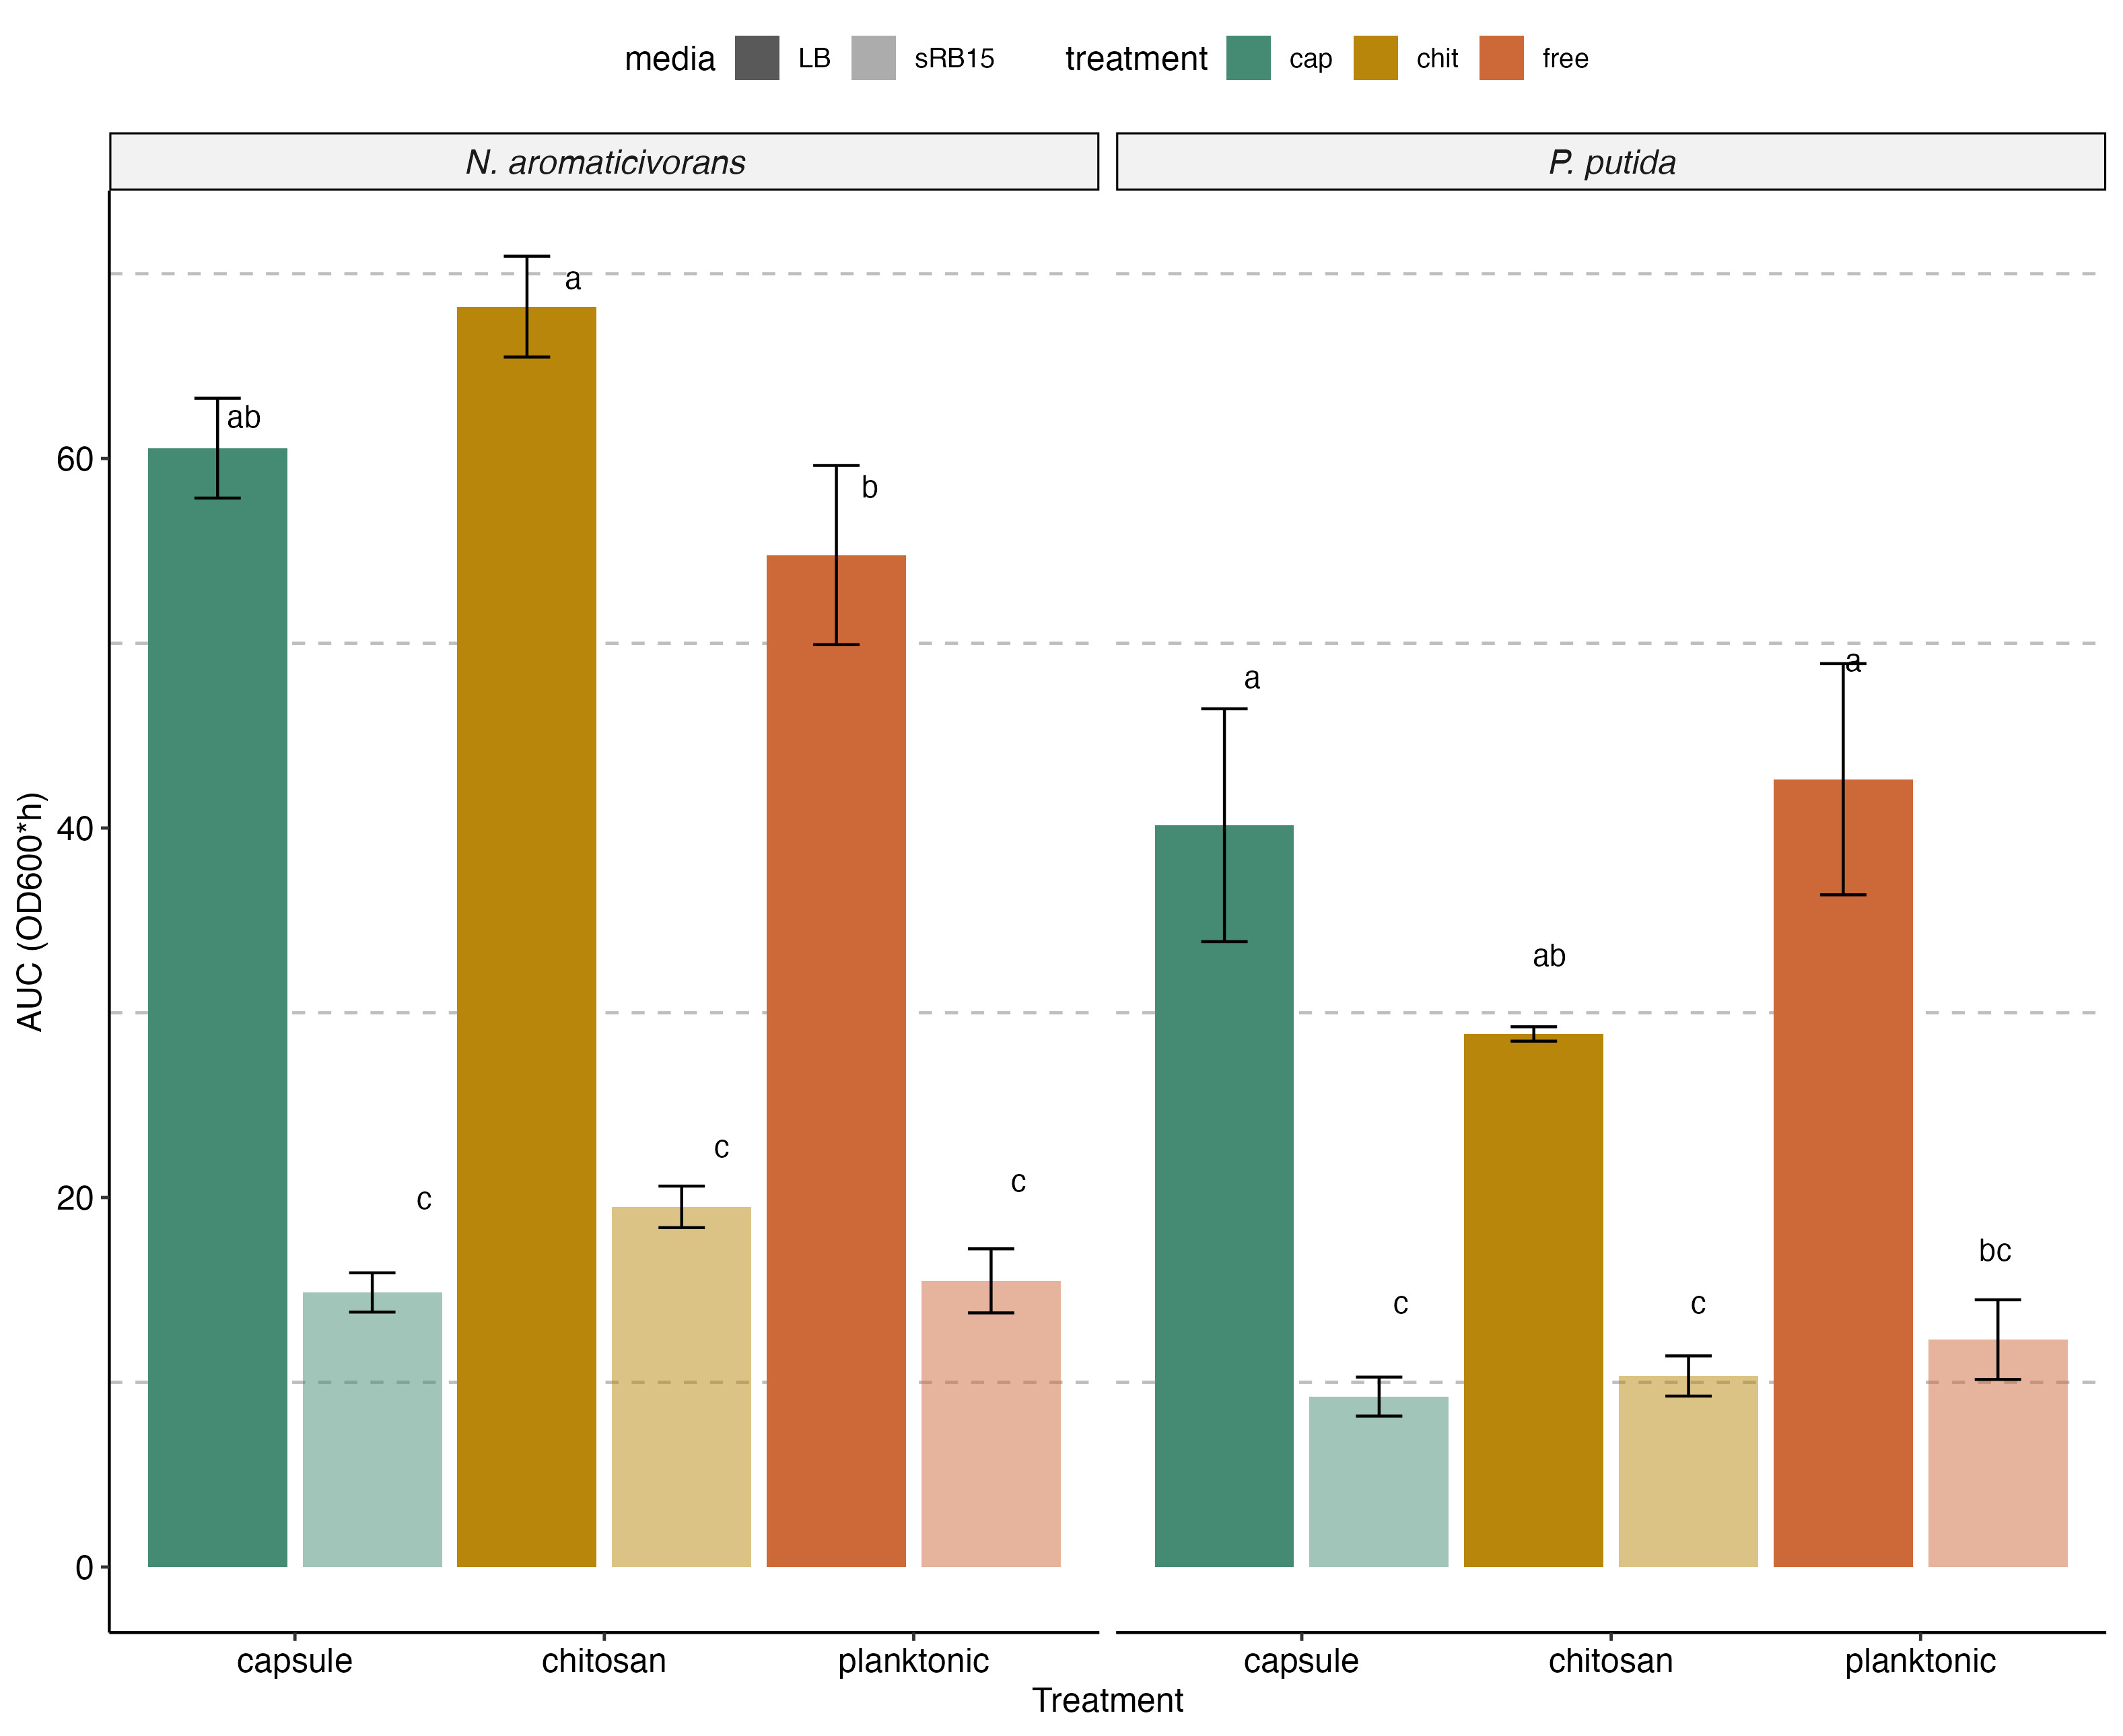 media LB sRB15 treatment cap chit free
N. aromaticivorans P. putida
a
ab
60
b
a
a
AUC (OD600*h)
40
ab
c
20
c
c
bc
c
c
0
capsule chitosan planktonic capsule chitosan planktonic
Treatment